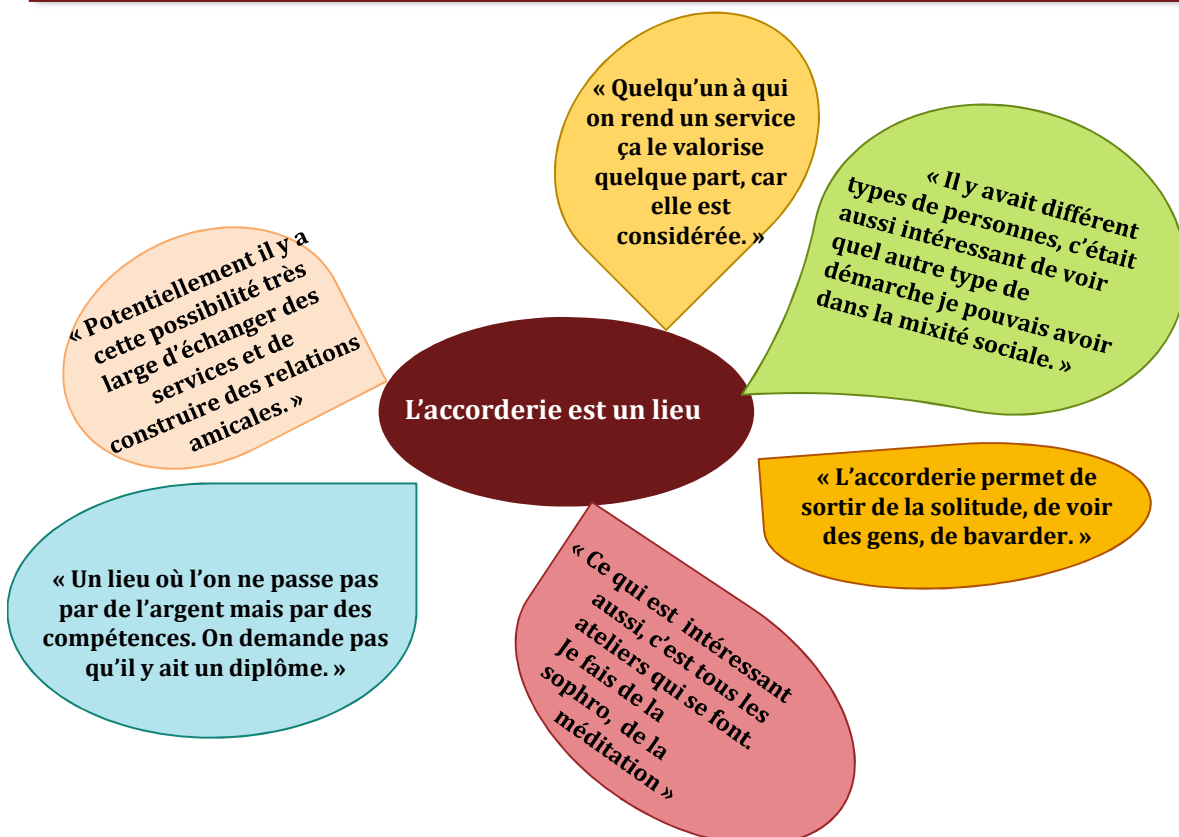 « Quelqu'un à qui
on rend un service
ça le valorise
quelque part, car
elle est
considérée. »
« Il y avait différent
types de personnes, c'était
aussi intéressant de voir
quel autre type de
démarche je pouvais avoir
dans la mixité sociale. »
« Potentiellement il y a
cette possibilité très
large d'échanger des
services et de
construire des relations
amicales. »
L'accorderie est un lieu
« L'accorderie permet de
sortir de la solitude, de voir
des gens, de bavarder. »
« Un lieu où l'on ne passe pas
par de l'argent mais par des
compétences. On demande pas
qu'il y ait un diplôme. »
« Ce qui est intéressant
aussi, c'est tous les
ateliers qui se font.
Je fais de la
sophro, de la
méditation »